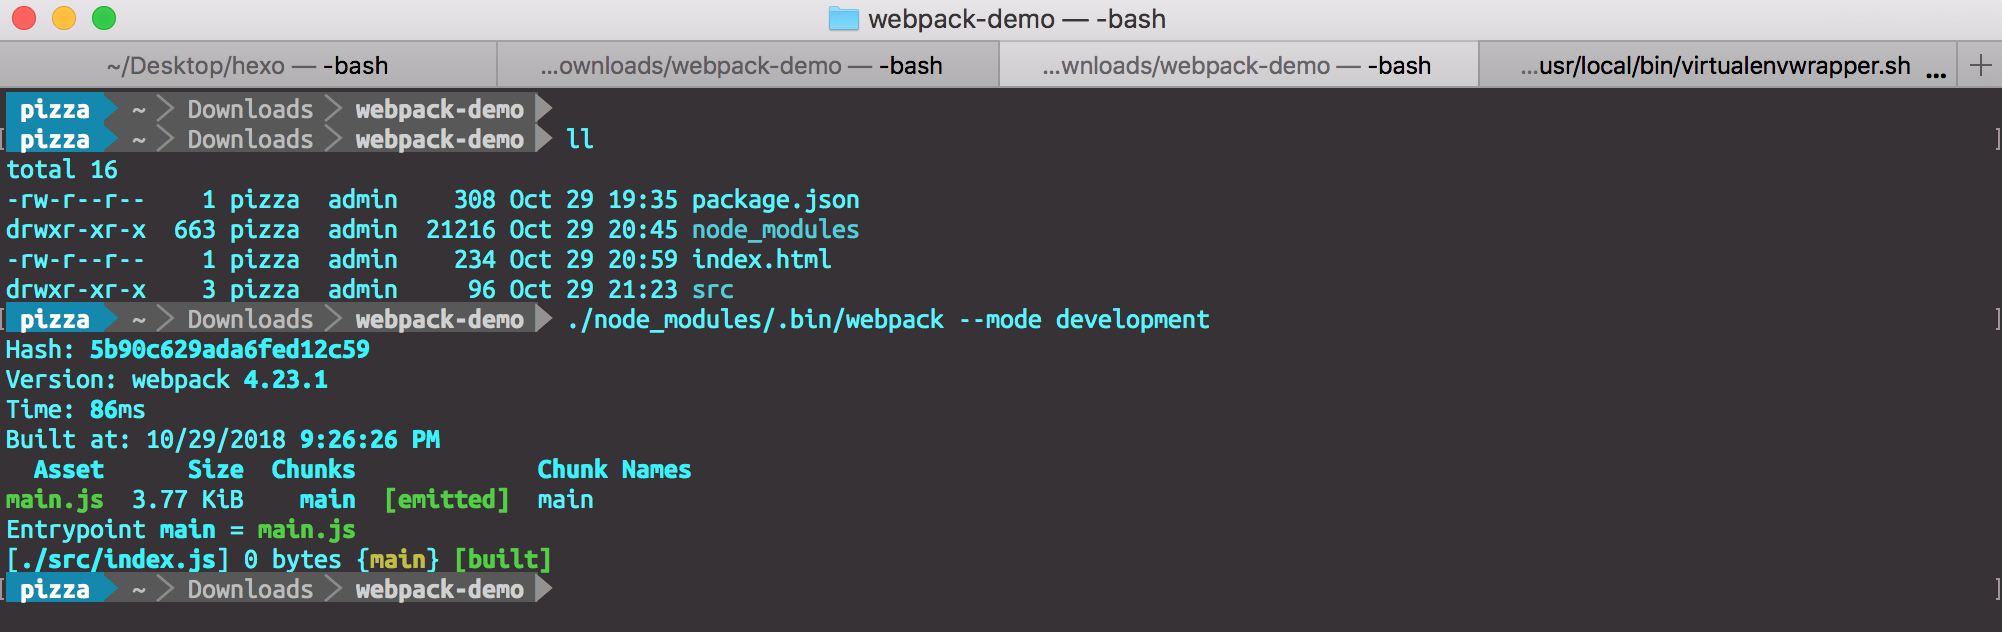 webpack-demo — -bash
~/Desktop/hexo — -bash ...ownloads/webpack-demo — -bash ...wnloads/webpack-demo — -bash ...usr/local/bin/virtualenvwrapper.sh ... +
pizza ~ Downloads webpack-demo
[ pizza ~ Downloads webpack-demo ll ]
total 16
-rw-r--r-- 1 pizza admin 308 Oct 29 19:35 package.json
drwxr-xr-x 663 pizza admin 21216 Oct 29 20:45 node_modules
-rw-r--r-- 1 pizza admin 234 Oct 29 20:59 index.html
drwxr-xr-x 3 pizza admin 96 Oct 29 21:23 src
[ pizza ~ Downloads webpack-demo ./node_modules/.bin/webpack --mode development ]
Hash: 5b90c629ada6fed12c59
Version: webpack 4.23.1
Time: 86ms
Built at: 10/29/2018 9:26:26 PM
Asset Size Chunks Chunk Names
main.js 3.77 KiB main [emitted] main
Entrypoint main = main.js
[./src/index.js] 0 bytes {main} [built]
[ pizza ~ Downloads webpack-demo ]